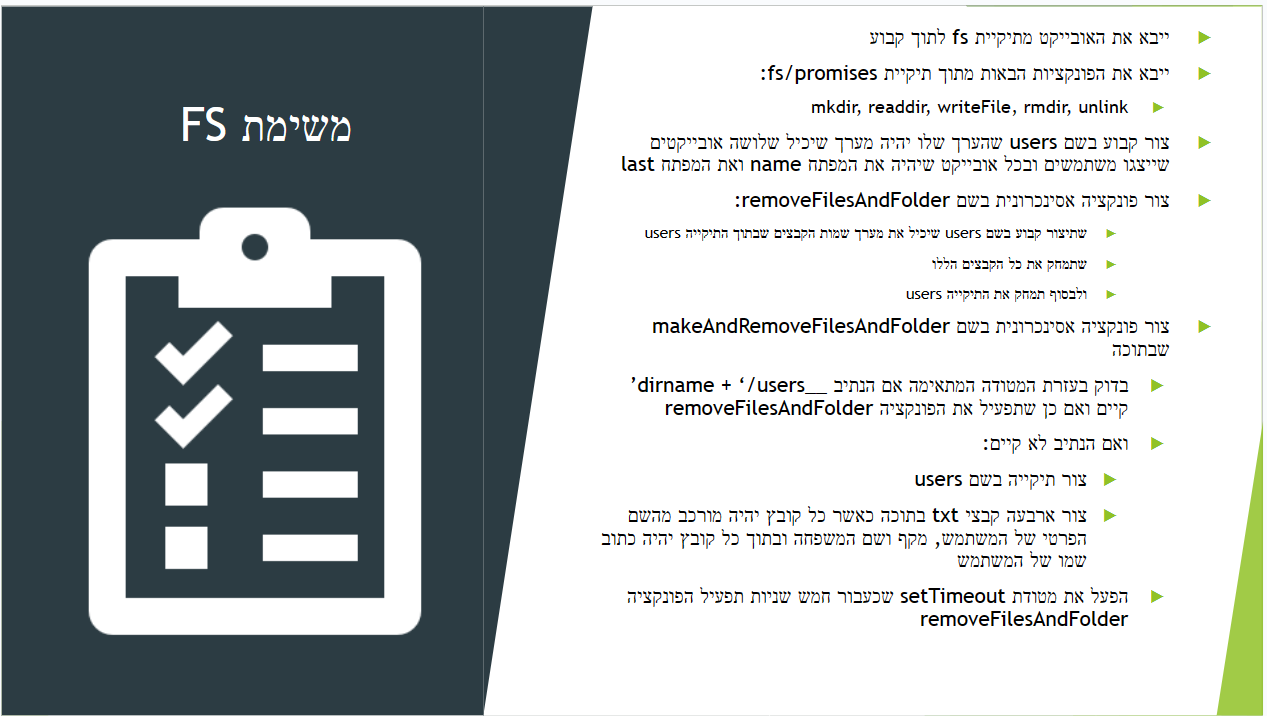 משימת FS
ייבא את האובייקט מתיקיית fs לתוך קבוע
ייבא את הפונקציות הבאות מתוך תיקיית fs/promises:
mkdir, readdir, writeFile, rmdir, unlink
צור קבוע בשם users שהערך שלו יהיה מערך שיכיל שלושה אובייקטים
שייצגו משתמשים ובכל אובייקט שיהיה את המפתח name ואת המפתח last
צור פונקציה אסינכרונית בשם removeFilesAndFolder:
שתיצור קבוע בשם users שיכיל את מערך שמות הקבצים שבתוך התיקייה users
שתמחק את כל הקבצים הללו
ולבסוף תמחק את התיקייה users
צור פונקציה אסינכרונית בשם makeAndRemoveFilesAndFolder
שבתוכה
בדוק בעזרת המטודה המתאימה אם הנתיב __dirname + ‘/users’
קיים ואם כן שתפעיל את הפונקציה removeFilesAndFolder
ואם הנתיב לא קיים:
צור תיקייה בשם users
צור ארבעה קבצי txt בתוכה כאשר כל קובץ יהיה מורכב מהשם
הפרטי של המשתמש, מקף ושם המשפחה ובתוך כל קובץ יהיה כתוב
שמו של המשתמש
הפעל את מטודת setTimeout שכעבור חמש שניות תפעיל הפונקציה
removeFilesAndFolder